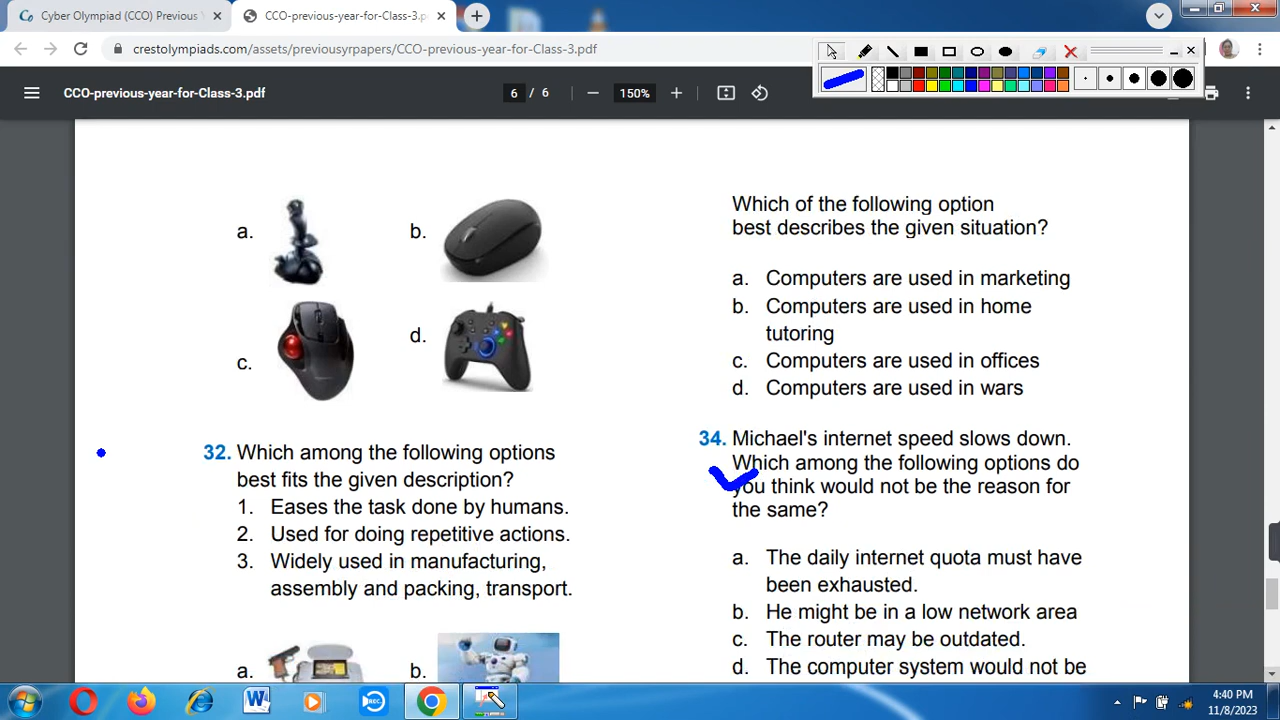 Cyber Olympiad (CCO) Previous Y
CCO-previous-year-for-Class-3.p
crestolympiads.com/assets/previousyrpapers/CCO-previous-year-for-Class-3.pdf
CCO-previous-year-for-Class-3.pdf
6 / 6
150%
a.
b.
c.
d.
32. Which among the following options
best fits the given description?
1. Eases the task done by humans.
2. Used for doing repetitive actions.
3. Widely used in manufacturing,
assembly and packing, transport.
a.
b.
Which of the following option
best describes the given situation?
a. Computers are used in marketing
b. Computers are used in home
tutoring
c. Computers are used in offices
d. Computers are used in wars
34. Michael's internet speed slows down.
Which among the following options do
you think would not be the reason for
the same?
a. The daily internet quota must have
been exhausted.
b. He might be in a low network area
c. The router may be outdated.
d. The computer system would not be
REC
4:40 PM
11/8/2023